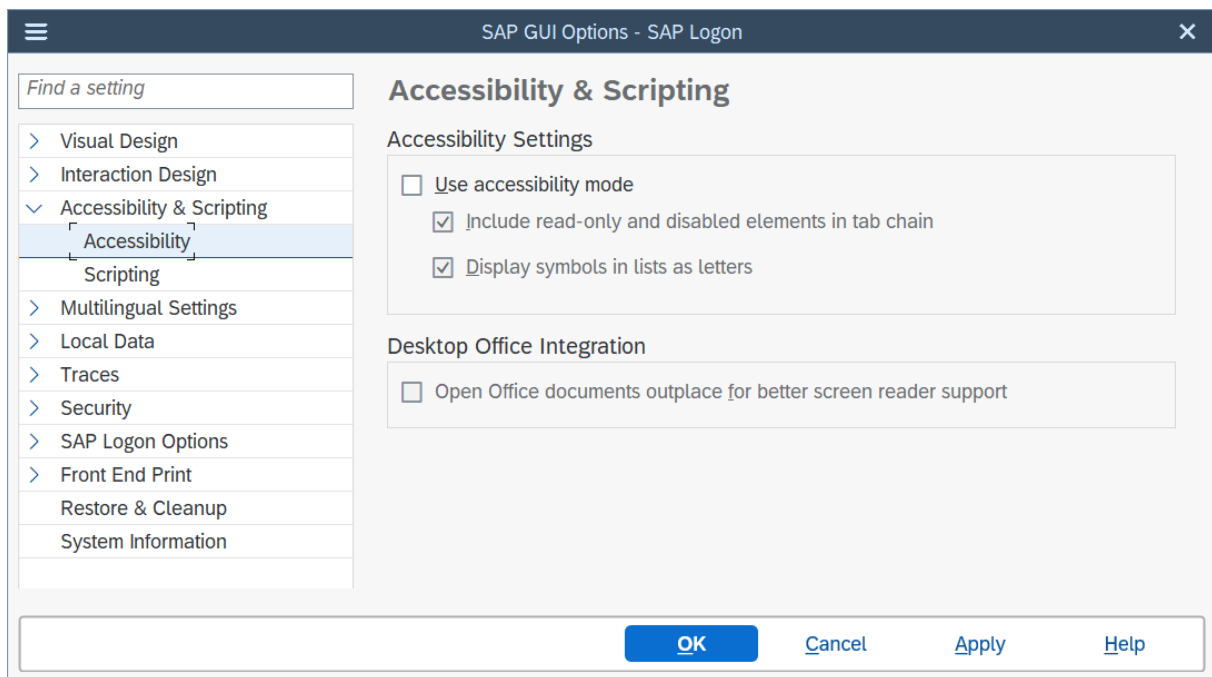 SAP GUI Options - SAP Logon
Find a setting
Visual Design
Interaction Design
Accessibility & Scripting
Accessibility
Scripting
Multilingual Settings
Local Data
Traces
Security
SAP Logon Options
Front End Print
Restore & Cleanup
System Information
Accessibility & Scripting
Accessibility Settings
Use accessibility mode
Include read-only and disabled elements in tab chain
Display symbols in lists as letters
Desktop Office Integration
Open Office documents outplace for better screen reader support
OK Cancel Apply Help